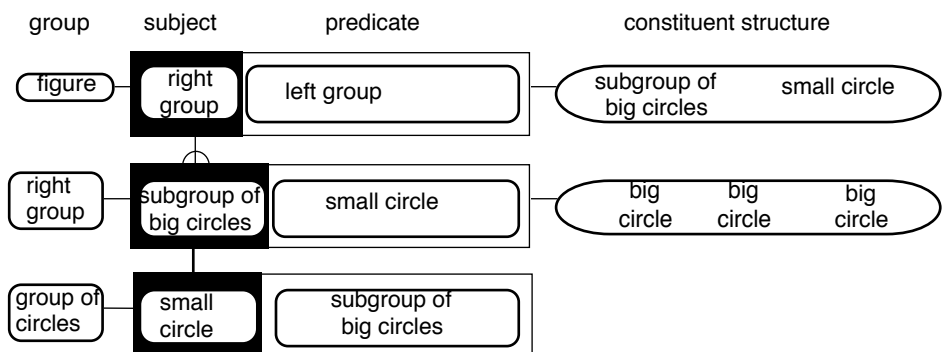 group subject predicate constituent structure
figure
right
group
left group
subgroup of
big circles
small circle
right
group
subgroup of
big circles
small circle
big
circle
big
circle
big
circle
group of
circles
small
circle
subgroup of
big circles